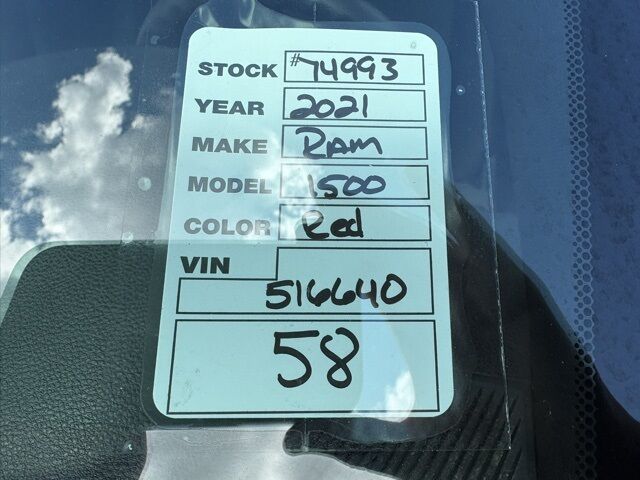 STOCK #74993
YEAR 2021
MAKE Ram
MODEL 1500
COLOR Red
VIN
516640
58